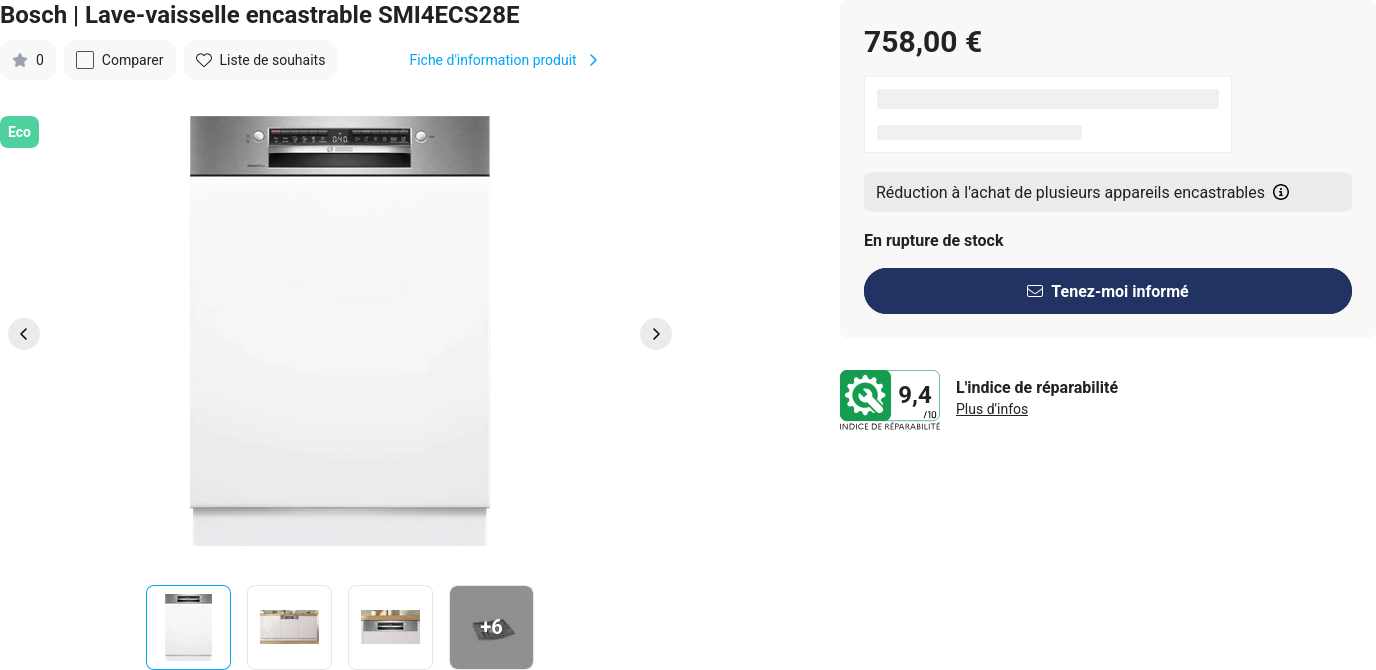 Bosch | Lave-vaisselle encastrable SMI4ECS28E
0
Comparer
Liste de souhaits
Fiche d'information produit
Eco
040
BOSCH
+6
758,00 €
Réduction à l'achat de plusieurs appareils encastrables
En rupture de stock
Tenez-moi informé
9,4
/10
INDICE DE RÉPARABILITÉ
L'indice de réparabilité
Plus d'infos